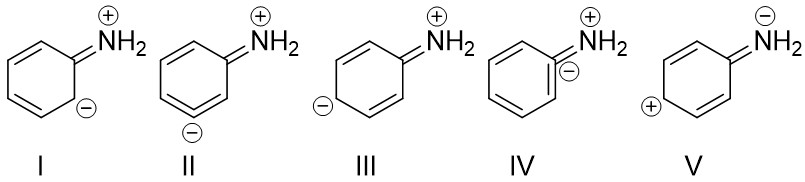 ⊕ ⊕ ⊕ ⊕ ⊖
NH2 NH2 NH2 NH2 NH2
⊖ ⊖ ⊖ ⊖ ⊕
I II III IV V